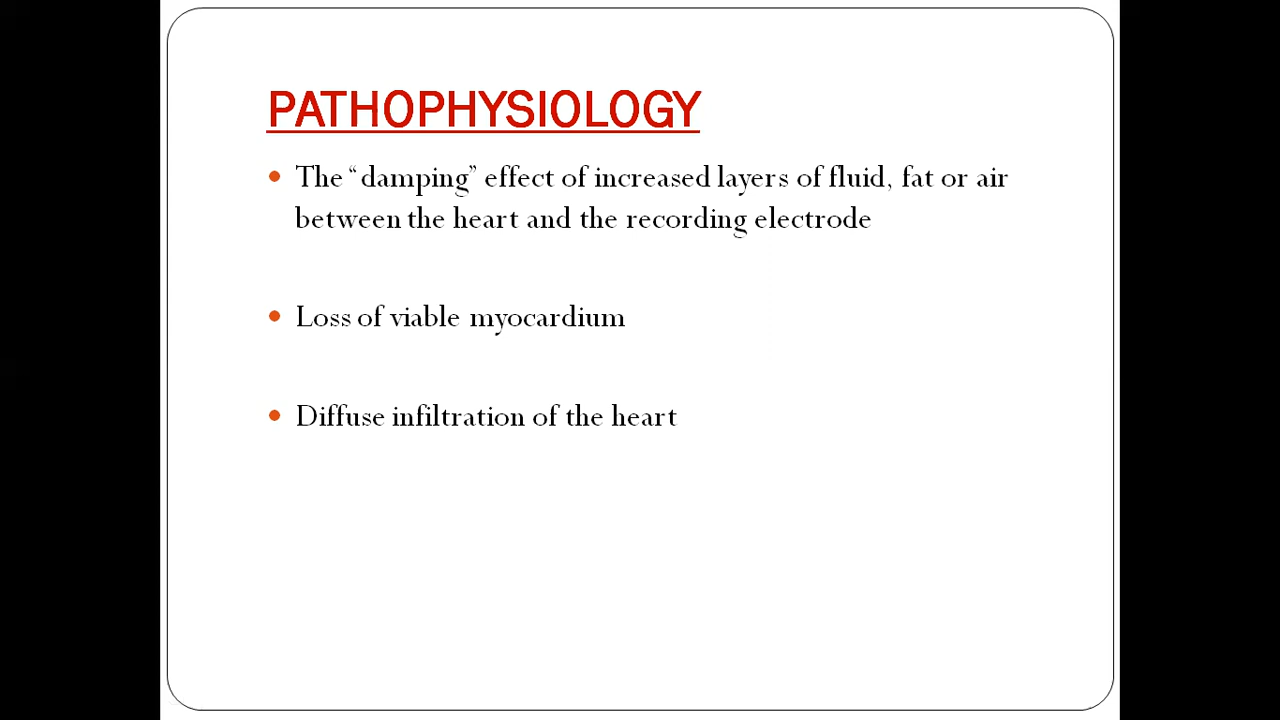 PATHOPHYSIOLOGY
• The “damping” effect of increased layers of fluid, fat or air
between the heart and the recording electrode
• Loss of viable myocardium
• Diffuse infiltration of the heart